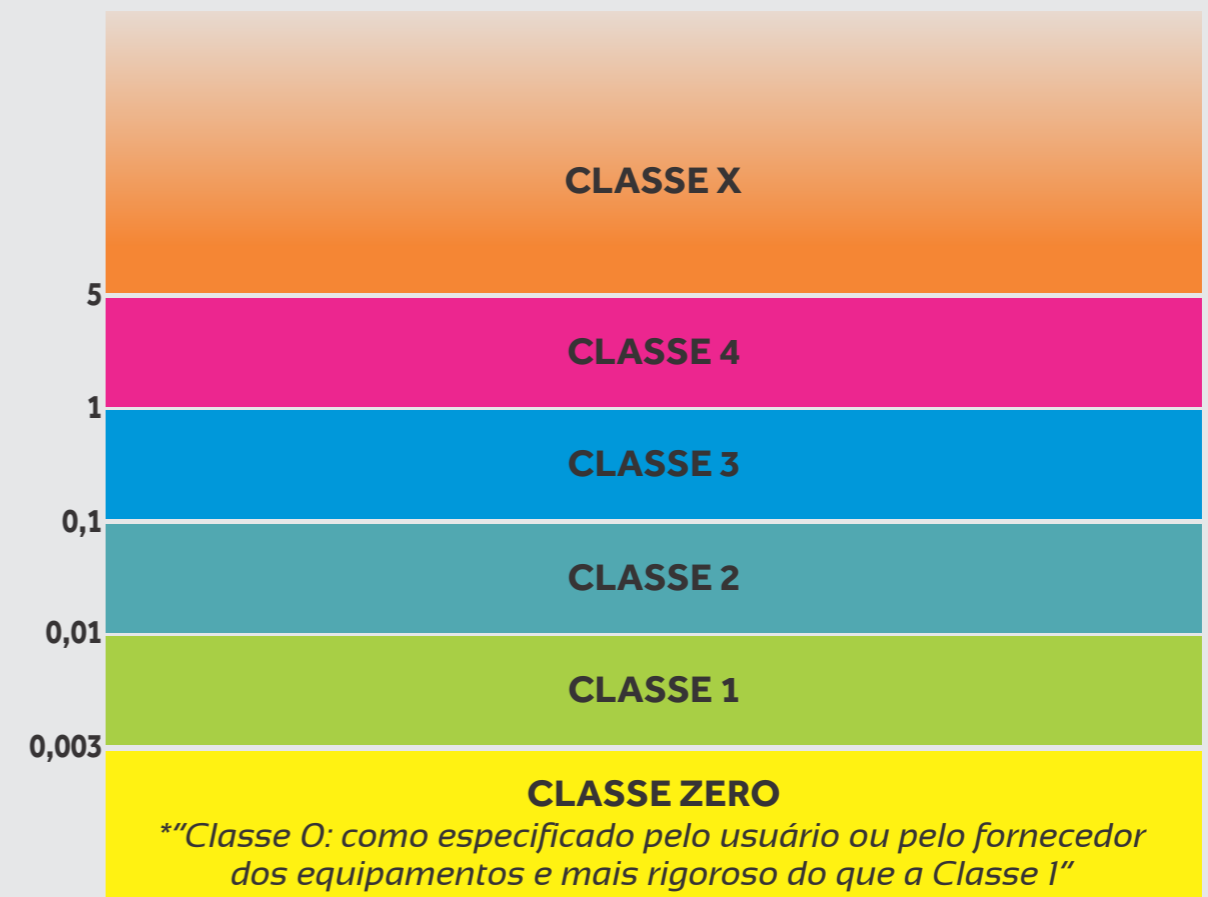 CLASSE X
5
CLASSE 4
1
CLASSE 3
0,1
CLASSE 2
0,01
CLASSE 1
0,003
CLASSE ZERO
*"Classe 0: como especificado pelo usuário ou pelo fornecedor
dos equipamentos e mais rigoroso do que a Classe 1"